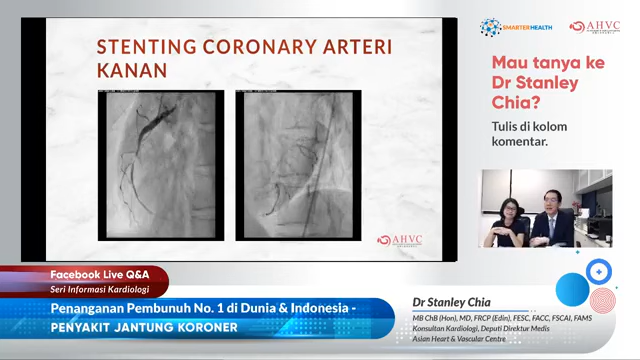 STENTING CORONARY ARTERI
KANAN
AHVC
SMARTERHEALTH
AHVC
Mau tanya ke
Dr Stanley
Chia?
Tulis di kolom
komentar.
Facebook Live Q&A
Seri Informasi Kardiologi
Penanganan Pembunuh No. 1 di Dunia & Indonesia -
PENYAKIT JANTUNG KORONER
Dr Stanley Chia
MB ChB (Hon), MD, FRCP (Edin), FESC, FACC, FSCAI, FAMS
Konsultan Kardiologi, Deputi Direktur Medis
Asian Heart & Vascular Centre